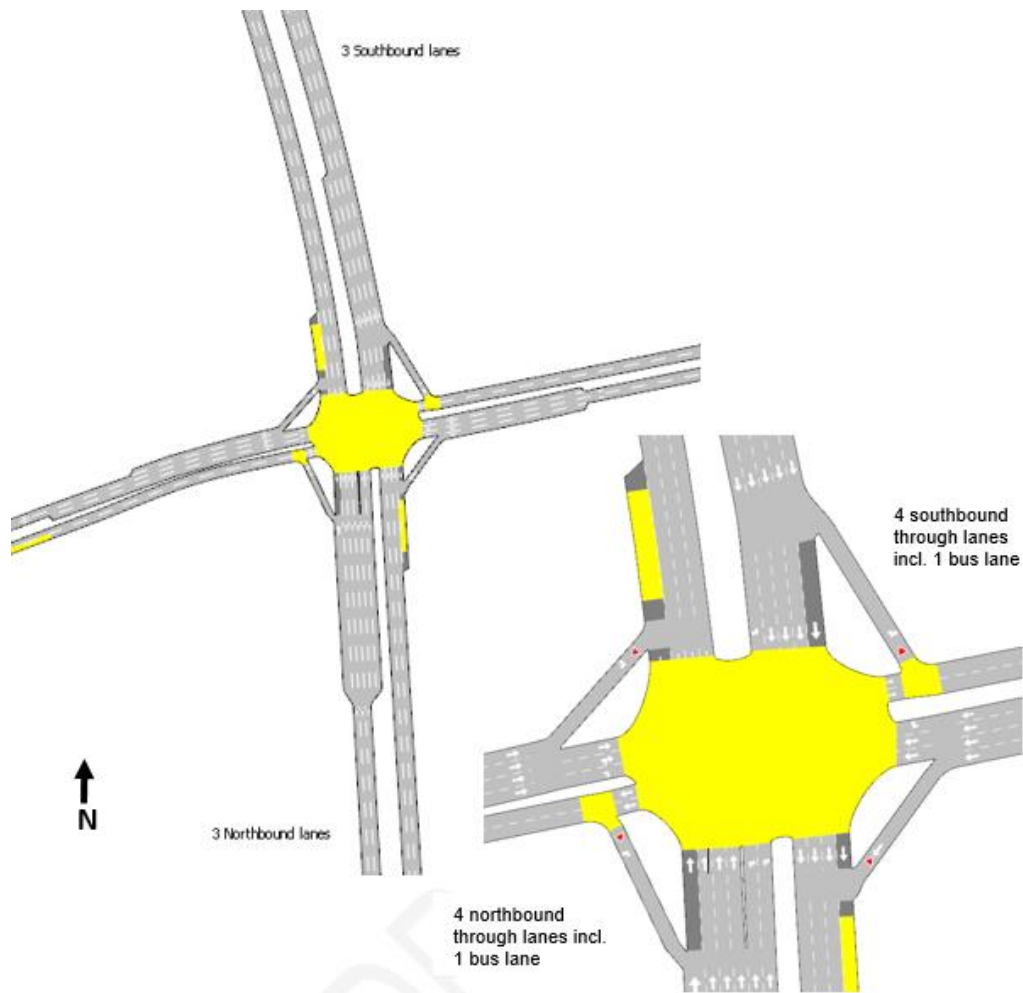 3 Southbound lanes
4 southbound
through lanes
incl. 1 bus lane
N
3 Northbound lanes
4 northbound
through lanes incl.
1 bus lane